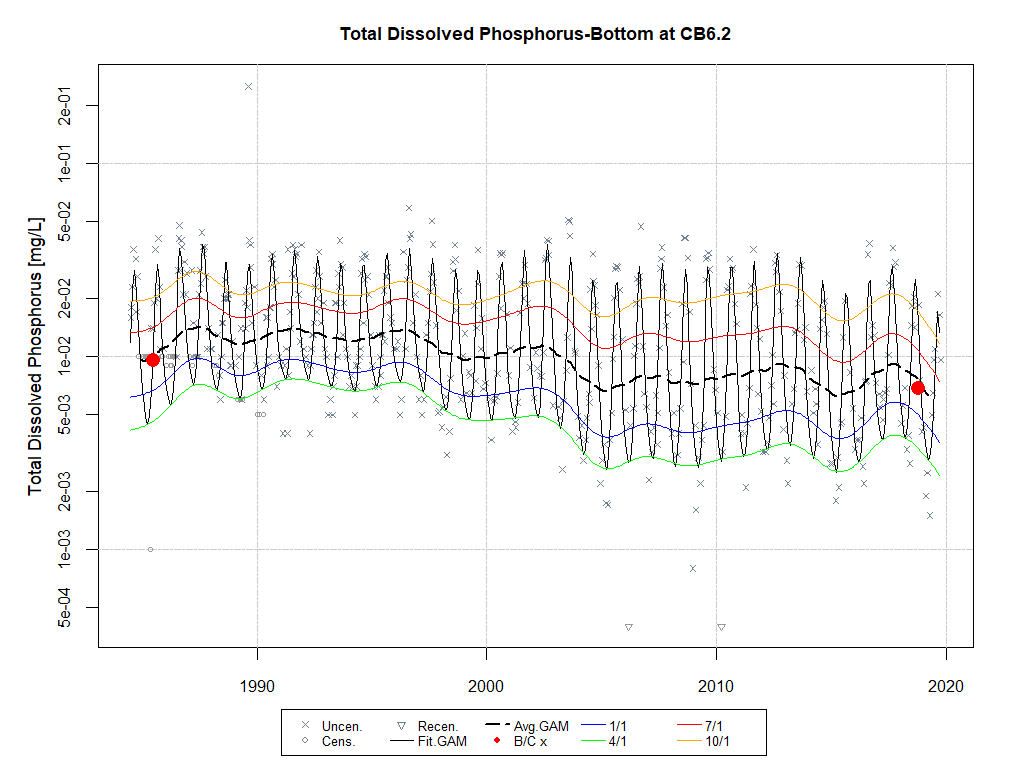 Total Dissolved Phosphorus-Bottom at CB6.2
Total Dissolved Phosphorus [mg/L]
2e-01
1e-01
5e-02
2e-02
1e-02
5e-03
2e-03
1e-03
5e-04
1990 2000 2010 2020
Uncen. Recen. Avg.GAM 1/1 7/1
Cens. Fit.GAM B/C x 4/1 10/1